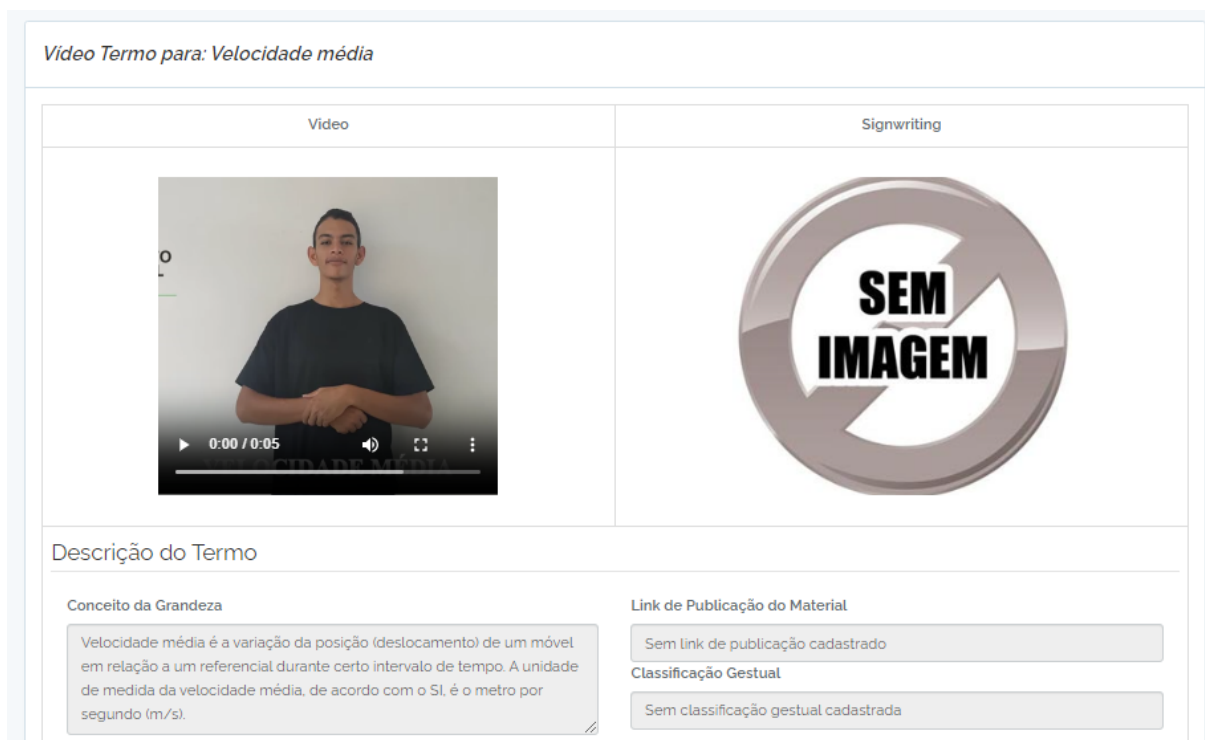 Vídeo Termo para: Velocidade média
Video
Signwriting
o
SEM
IMAGEM
0:00 / 0:05
VELOCIDADE MÉDIA
Descrição do Termo
Conceito da Grandeza
Velocidade média é a variação da posição (deslocamento) de um móvel
em relação a um referencial durante certo intervalo de tempo. A unidade
de medida da velocidade média, de acordo com o SI, é o metro por
segundo (m/s).
Link de Publicação do Material
Sem link de publicação cadastrado
Classificação Gestual
Sem classificação gestual cadastrada